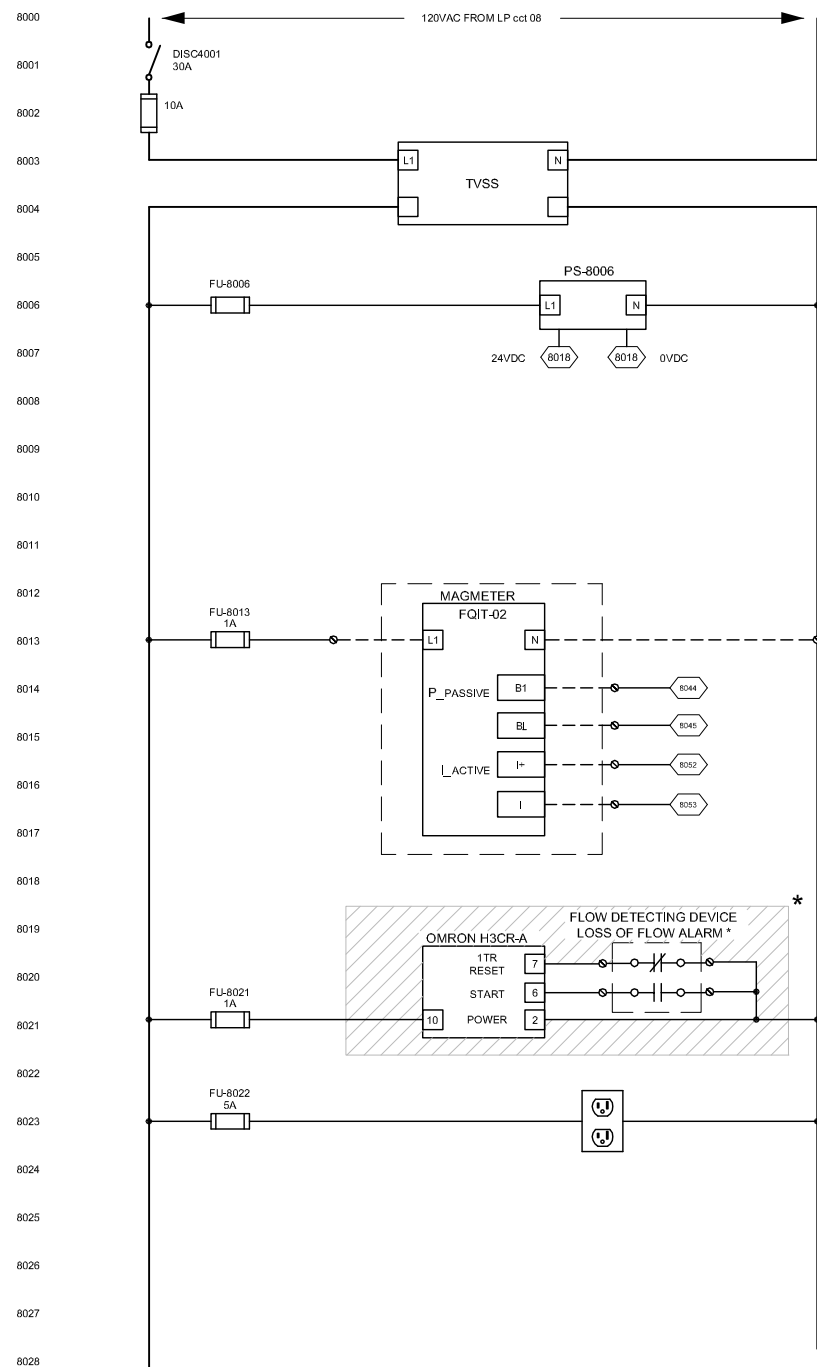 8000
120VAC FROM LP cct 08
8001
DISC4001
30A
8002
10A
8003
L1
N
TVSS
8004
8005
PS-8006
FU-8006
8006
L1
N
8007
24VDC
8018
8018
0VDC
8008
8009
8010
8011
8012
MAGMETER
FU-8013
1A
FQIT-02
8013
L1
N
8014
P_PASSIVE
B1
8044
8015
BL
8045
I_ACTIVE
I+
8052
8016
I
8053
8017
8018
*
8019
FLOW DETECTING DEVICE
LOSS OF FLOW ALARM *
OMRON H3CR-A
1TR
RESET
7
8020
FU-8021
1A
START
6
8021
10
POWER
2
8022
FU-8022
5A
8023
8024
8025
8026
8027
8028